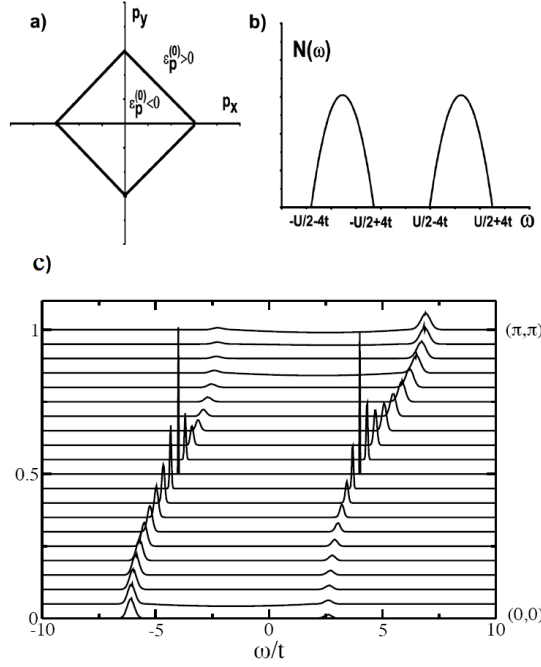 a)
p_y
ε_p^(0)>0
ε_p^(0)<0
p_x
b)
N(ω)
-U/2-4t
-U/2+4t
U/2-4t
U/2+4t
ω
c)
1
(π,π)
0.5
0
(0,0)
-10
-5
0
5
10
ω/t